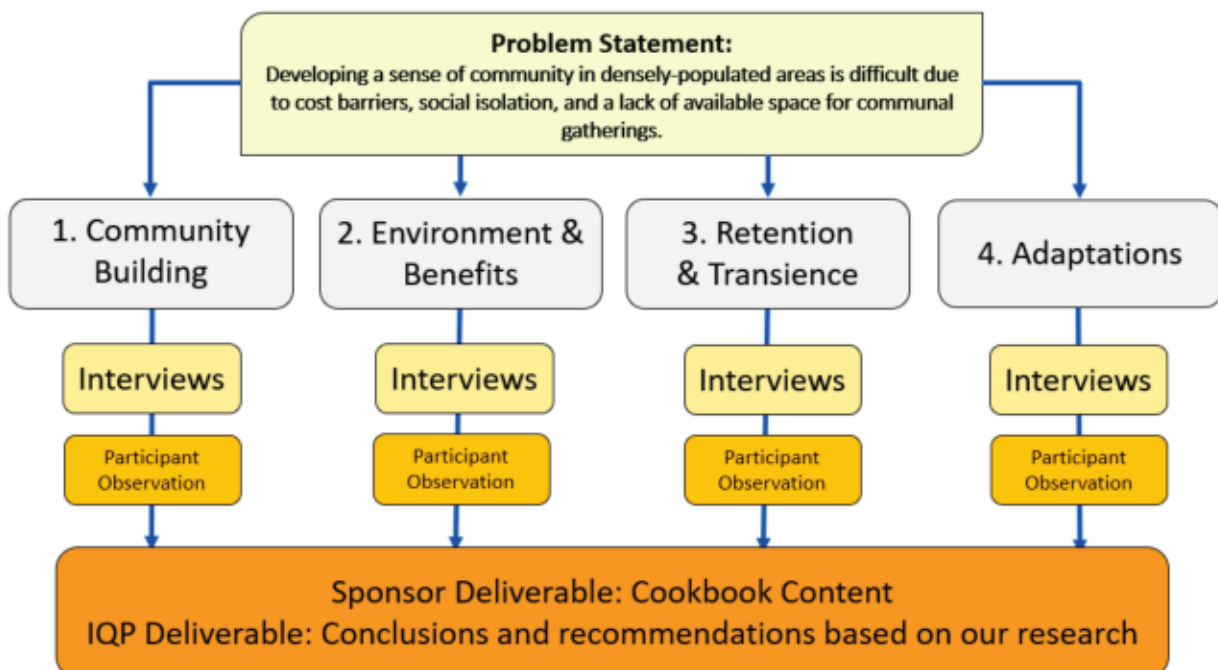 Problem Statement:
Developing a sense of community in densely-populated areas is difficult due
to cost barriers, social isolation, and a lack of available space for communal
gatherings.
1. Community
Building
2. Environment &
Benefits
3. Retention
& Transience
4. Adaptations
Interviews
Interviews
Interviews
Interviews
Participant
Observation
Participant
Observation
Participant
Observation
Participant
Observation
Sponsor Deliverable: Cookbook Content
IQP Deliverable: Conclusions and recommendations based on our research